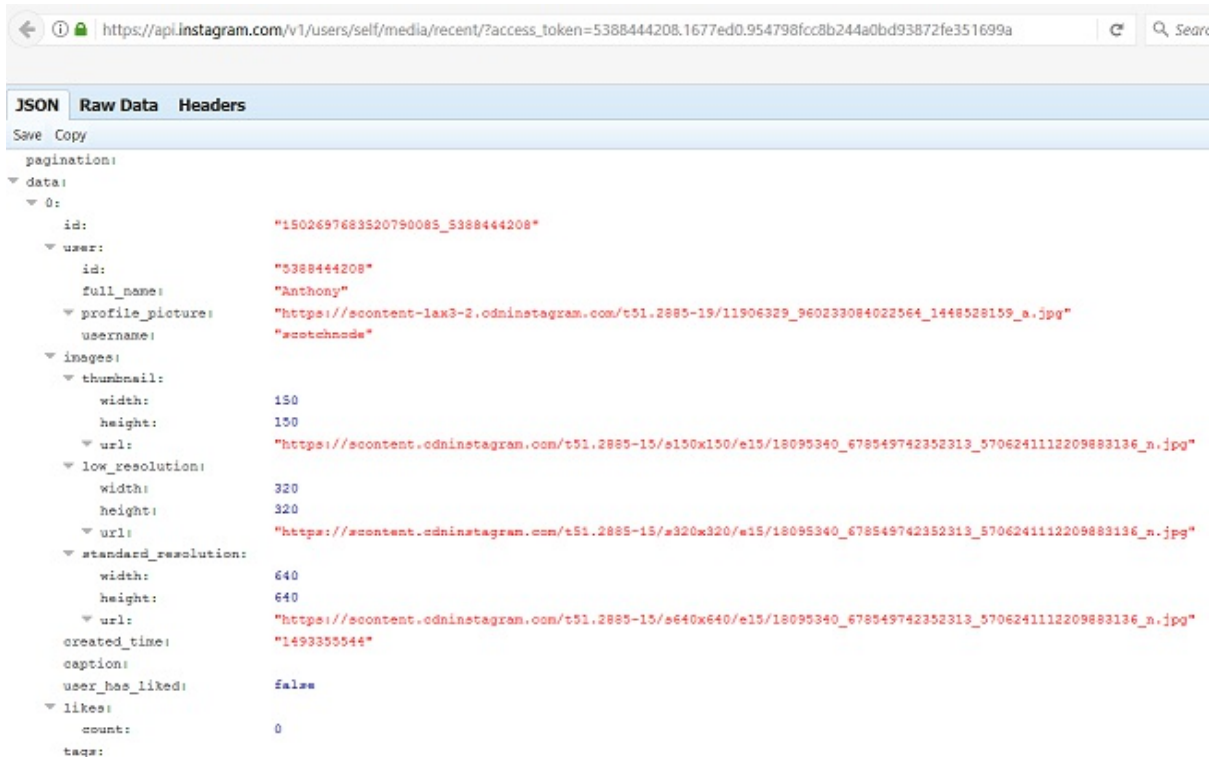 https://api.instagram.com/v1/users/self/media/recent/?access_token=5388444208.1677ed0.954798fcc8b244a0bd93872fe351699a
JSON Raw Data Headers
Save Copy
pagination:
data:
0:
id: "1502697683520790085_5388444208"
user:
id: "5388444208"
full_name: "Anthony"
profile_picture: "https://scontent-lax3-2.cdninstagram.com/t51.2885-19/11906329_960233084022564_1448528159_a.jpg"
username: "scotchnode"
images:
thumbnail:
width: 150
height: 150
url: "https://scontent.cdninstagram.com/t51.2885-15/s150x150/e15/18095340_678549742352313_5706241112209883136_n.jpg"
low_resolution:
width: 320
height: 320
url: "https://scontent.cdninstagram.com/t51.2885-15/s320x320/e15/18095340_678549742352313_5706241112209883136_n.jpg"
standard_resolution:
width: 640
height: 640
url: "https://scontent.cdninstagram.com/t51.2885-15/s640x640/e15/18095340_678549742352313_5706241112209883136_n.jpg"
created_time: "1493355544"
caption:
user_has_liked: false
likes:
count: 0
tags: